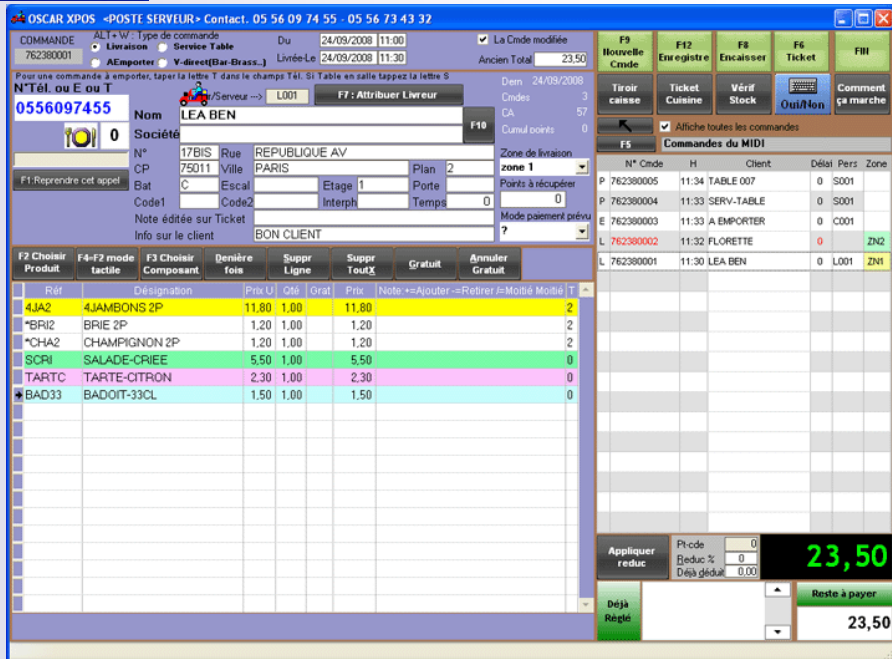 OSCAR XPOS <POSTE SERVEUR> Contact. 05 56 09 74 55 - 05 56 73 43 32
COMMANDE
762380001
ALT+ W : Type de commande
Livraison Service Table
AEmporter V-direct(Bar-Brass..)
Du 24/09/2008 11:00
Livrée-Le 24/09/2008 11:30
La Cmde modifiée
Ancien Total 23,50
Pour une commande à emporter, taper la lettre T dans le champs Tél. Si Table en salle tappez la lettre S
N°Tél. ou E ou T
0556097455
0
F1:Reprendre cet appel
/Serveur ---> L001
F7 : Attribuer Livreur
Nom LEA BEN
Société
F10
N° 17BIS Rue REPUBLIQUE AV
CP 75011 Ville PARIS Plan 2
Bat C Escal Etage 1 Porte
Code1 Code2 Interph Temps 0
Note éditée sur Ticket
Info sur le client BON CLIENT
Dern 24/09/2008
Cmdes 3
CA 57
Cumul points 0
Zone de livraison
zone 1
Points à récupérer
0
Mode paiement prévu
?
F2 Choisir Produit
F4=F2 mode tactile
F3 Choisir Composant
Denière fois
Suppr Ligne
Suppr ToutX
Gratuit
Annuler Gratuit
Réf Désignation Prix U Qté Grat Prix Note:+=Ajouter -=Retirer /=Moitié Moitié T
4JA2 4JAMBONS 2P 11,80 1,00 11,80 2
*BRI2 BRIE 2P 1,20 1,00 1,20 2
*CHA2 CHAMPIGNON 2P 1,20 1,00 1,20 2
SCRI SALADE-CRIEE 5,50 1,00 5,50 0
TARTC TARTE-CITRON 2,30 1,00 2,30 0
BAD33 BADOIT-33CL 1,50 1,00 1,50 0
F9 Nouvelle Cmde
F12 Enregistre
F8 Encaisser
F6 Ticket
FIN
Tiroir caisse
Ticket Cuisine
Vérif Stock
Oui/Non
Comment ça marche
Affiche toutes les commandes
F5 Commandes du MIDI
N° Cmde H Client Délai Pers Zone
P 762380005 11:34 TABLE 007 0 S001
P 762380004 11:33 SERV-TABLE 0 S001
E 762380003 11:33 A EMPORTER 0 C001
L 762380002 11:32 FLORETTE 0 ZN2
L 762380001 11:30 LEA BEN 0 L001 ZN1
Appliquer reduc
Pt-cde 0
Reduc % 0
Déjà déduit 0,00
23,50
Déjà Réglé
Reste à payer
23,50